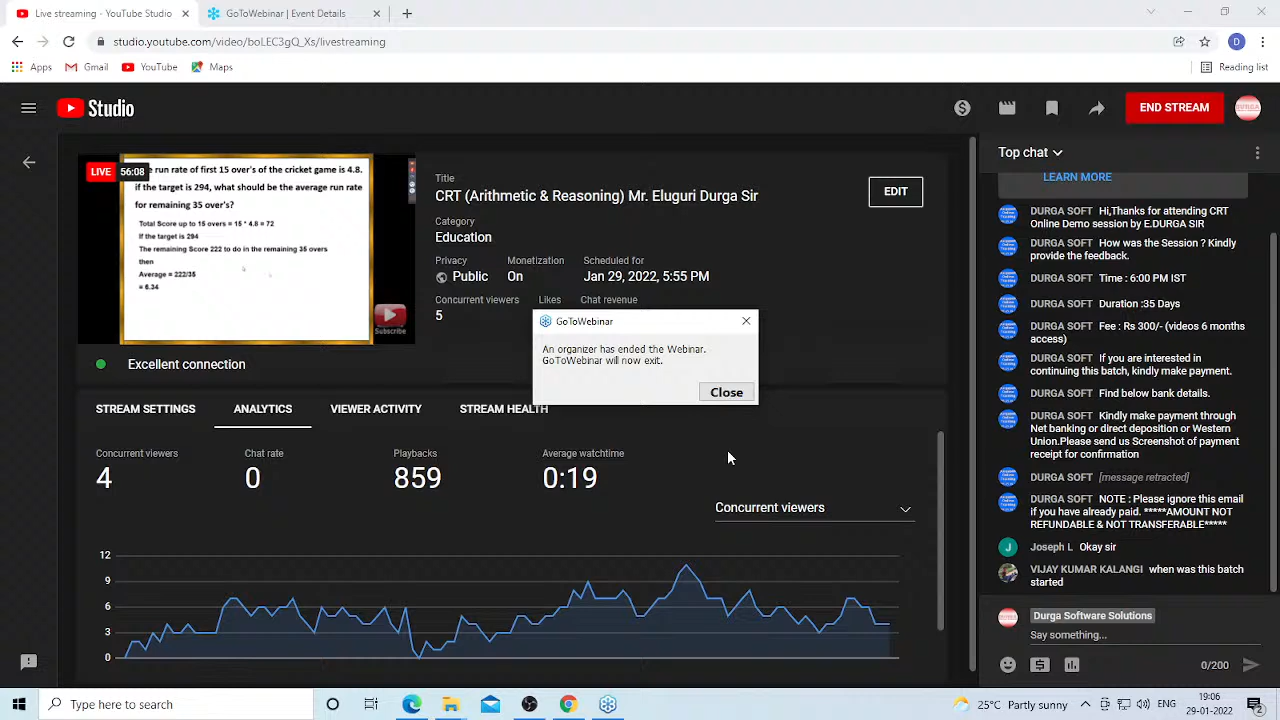 Live streaming - YouTube Studio
GoToWebinar | Event Details
studio.youtube.com/video/bOLEC3gQ_Xs/livestreaming
Apps
Gmail
YouTube
Maps
Reading list
Studio
END STREAM
DURGA
LIVE 56:08
run rate of first 15 over's of the cricket game is 4.8.
if the target is 294, what should be the average run rate
for remaining 35 over's?
Total Score up to 15 overs = 15 * 4.8 = 72
If the target is 294
The remaining Score 222 to do in the remaining 35 overs
then
Average = 222/35
= 6.34
Subscribe
Title
CRT (Arithmetic & Reasoning) Mr. Eluguri Durga Sir
EDIT
Category
Education
Privacy
Public
Monetization
On
Scheduled for
Jan 29, 2022, 5:55 PM
Concurrent viewers
5
Likes
Chat revenue
Excellent connection
GoToWebinar
An organizer has ended the Webinar.
GoToWebinar will now exit.
Close
STREAM SETTINGS
ANALYTICS
VIEWER ACTIVITY
STREAM HEALTH
Concurrent viewers
4
Chat rate
0
Playbacks
859
Average watchtime
0:19
Concurrent viewers
12
9
6
3
0
Top chat
LEARN MORE
DURGA SOFT Hi,Thanks for attending CRT
online demo session by E.DURGA SIR
DURGA SOFT How is the session ? Kindly
provide the feedback.
DURGA SOFT Time : 6:00 PM IST
DURGA SOFT Duration :35 Days
access)
DURGA SOFT If you are interested in
continuing this batch, kindly make payment.
DURGA SOFT Find below bank details.
DURGA SOFT Kindly make payment through
Net banking or direct deposition or Western
Union.Please send us Screenshot of payment
receipt for confirmation
DURGA SOFT [message retracted]
DURGA SOFT NOTE : Please ignore this email
if you have already paid. *****AMOUNT NOT
REFUNDABLE & NOT TRANSFERABLE*****
Joseph L Okay sir
VIJAY KUMAR KALANGI when was this batch
started
Durga Software Solutions
Say something...
0/200
Type here to search
25°C Partly sunny
ENG
19:06
29-01-2022